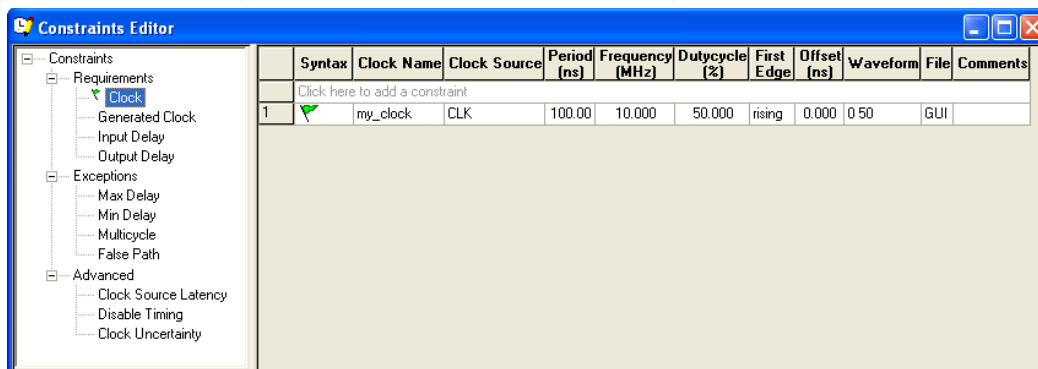 Constraints Editor
Constraints
Requirements
Clock
Generated Clock
Input Delay
Output Delay
Exceptions
Max Delay
Min Delay
Multicycle
False Path
Advanced
Clock Source Latency
Disable Timing
Clock Uncertainty
Syntax Clock Name Clock Source Period (ns) Frequency (MHz) Dutycycle (%) First Edge Offset (ns) Waveform File Comments
Click here to add a constraint
1 my_clock CLK 100.00 10.000 50.000 rising 0.000 0 50 GUI